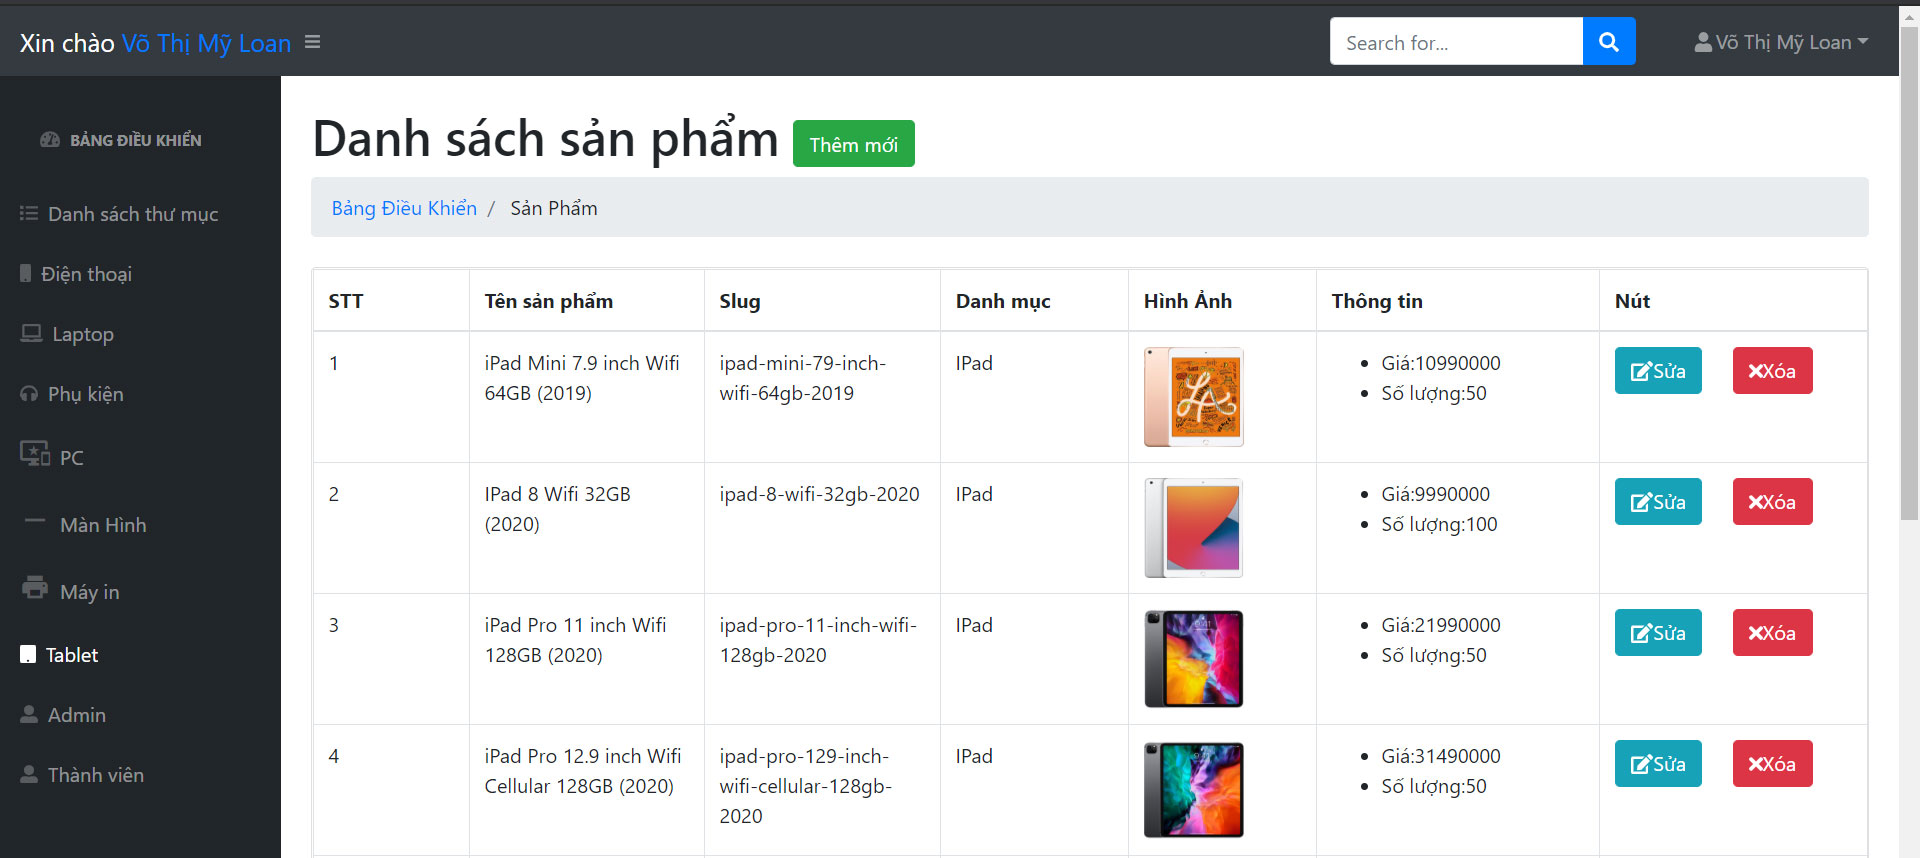 Xin chào Võ Thị Mỹ Loan
Search for...
Võ Thị Mỹ Loan
BẢNG ĐIỀU KHIỂN
Danh sách thư mục
Điện thoại
Laptop
Phụ kiện
PC
Màn Hình
Máy in
Tablet
Admin
Thành viên
Danh sách sản phẩm Thêm mới
Bảng Điều Khiển / Sản Phẩm
STT Tên sản phẩm Slug Danh mục Hình Ảnh Thông tin Nút
1 iPad Mini 7.9 inch Wifi ipad-mini-79-inch- IPad Giá:10990000 Sửa Xóa
64GB (2019) wifi-64gb-2019 Số lượng:50
2 IPad 8 Wifi 32GB ipad-8-wifi-32gb-2020 IPad Giá:9990000 Sửa Xóa
(2020) Số lượng:100
3 iPad Pro 11 inch Wifi ipad-pro-11-inch-wifi- IPad Giá:21990000 Sửa Xóa
128GB (2020) 128gb-2020 Số lượng:50
4 iPad Pro 12.9 inch Wifi ipad-pro-129-inch- IPad Giá:31490000 Sửa Xóa
Cellular 128GB (2020) wifi-cellular-128gb- Số lượng:50
2020